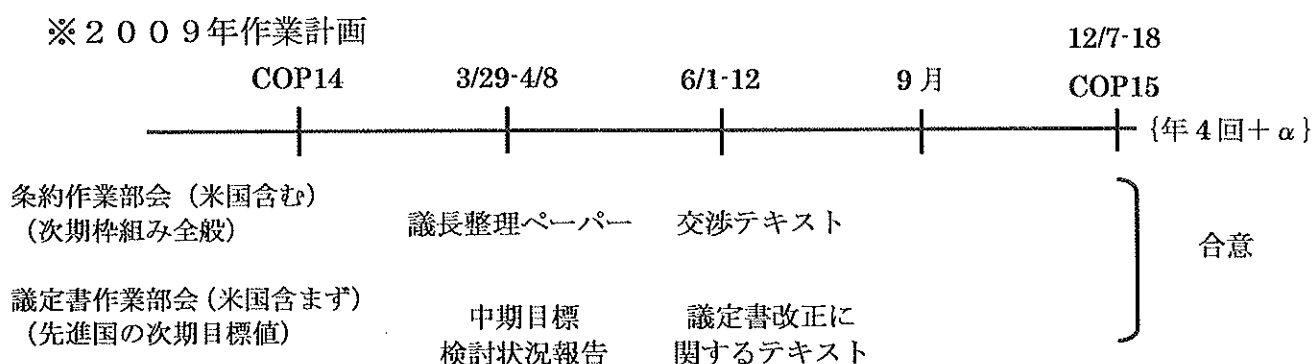 ※２００９年作業計画
12/7-18
COP14 3/29-4/8 6/1-12 9月 COP15
{年4回＋α}
条約作業部会（米国含む）
（次期枠組み全般） 議長整理ペーパー 交渉テキスト
合意
議定書作業部会（米国含まず）
（先進国の次期目標値） 中期目標 議定書改正に
検討状況報告 関するテキスト